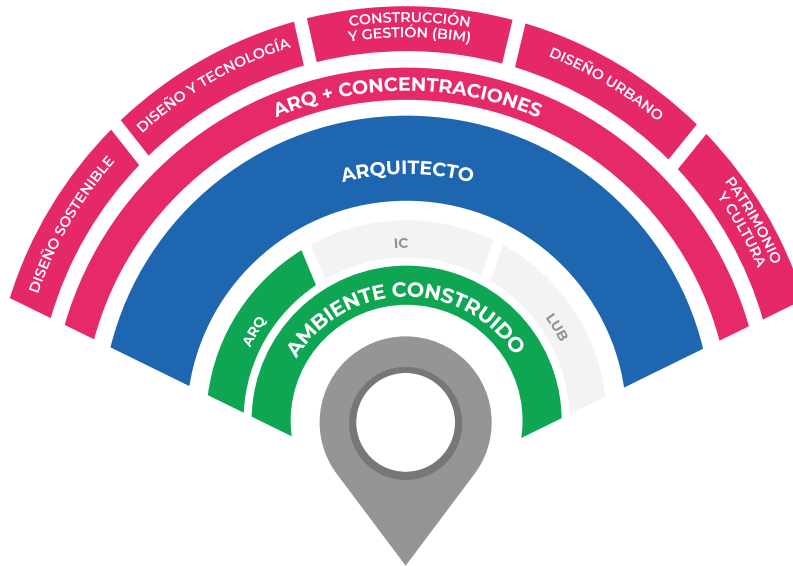 DISEÑO SOSTENIBLE
DISEÑO Y TECNOLOGÍA
CONSTRUCCIÓN
Y GESTIÓN (BIM)
DISEÑO URBANO
PATRIMONIO
Y CULTURA
ARQ + CONCENTRACIONES
ARQUITECTO
ARQ
IC
LUB
AMBIENTE CONSTRUIDO